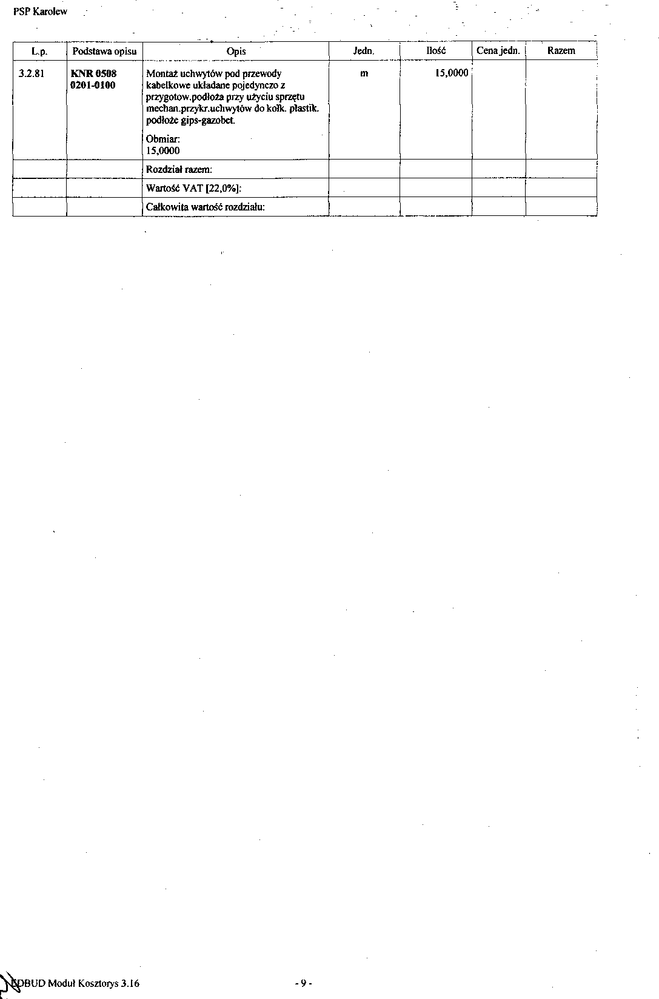 PSP Karolew
L.p. Podstawa opisu Opis Jedn. Ilość Cena jedn. Razem
3.2.81 KNR 0508 Montaż uchwytów pod przewody m 15,0000
0201-0100 kabelkowe układane pojedynczo z
przygotow.podłoża przy użyciu sprzętu
mechan.przykr.uchwytów do kołk. plastik.
podłoże gips-gazobet.
Obmiar:
15,0000
Rozdział razem:
Wartość VAT [22,0%]:
Całkowita wartość rozdziału:
EDBUD Moduł Kosztorys 3.16 - 9 -